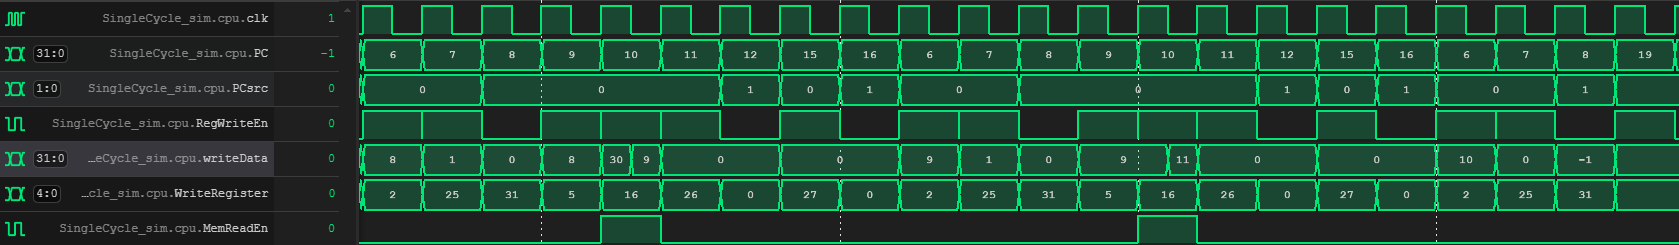 SingleCycle_sim.cpu.clk 1
31:0 SingleCycle_sim.cpu.PC -1 6 7 8 9 10 11 12 15 16 6 7 8 9 10 11 12 15 16 6 7 8 19
1:0 SingleCycle_sim.cpu.PCsrc 0 0 0 1 0 1 0 0 1 0 1 0 1
SingleCycle_sim.cpu.RegWriteEn 0
31:0 …eCycle_sim.cpu.writeData 0 8 1 0 8 30 9 0 0 9 1 0 9 11 0 0 10 0 -1
4:0 …cle_sim.cpu.WriteRegister 0 2 25 31 5 16 26 0 27 0 2 25 31 5 16 26 0 27 0 2 25 31
SingleCycle_sim.cpu.MemReadEn 0